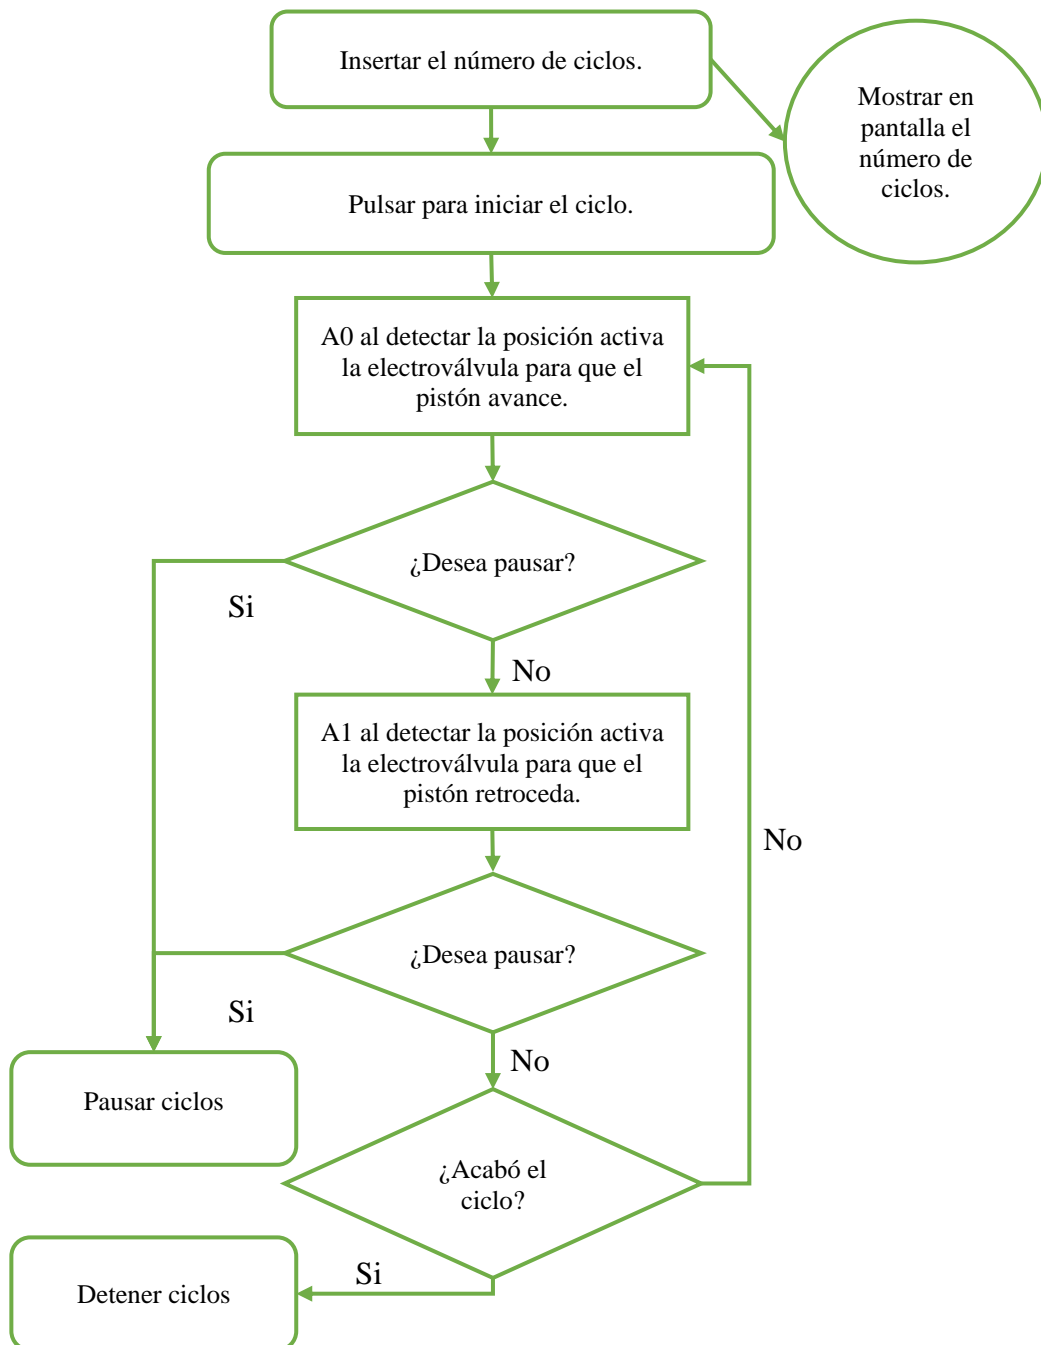 Insertar el número de ciclos.
Mostrar en
pantalla el
número de
ciclos.
Pulsar para iniciar el ciclo.
A0 al detectar la posición activa
la electroválvula para que el
pistón avance.
¿Desea pausar?
Si
No
A1 al detectar la posición activa
la electroválvula para que el
pistón retroceda.
No
¿Desea pausar?
Si
No
Pausar ciclos
¿Acabó el
ciclo?
Si
Detener ciclos